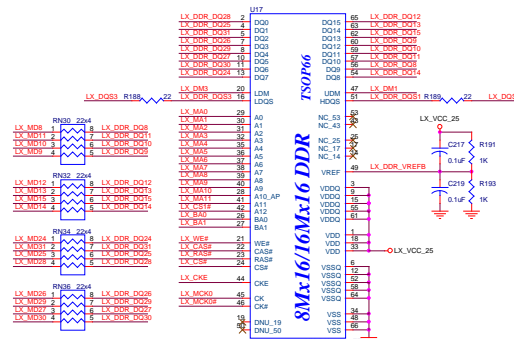 U17
LX_DDR_DQ28 2 DQ0 DQ15 65 LX_DDR_DQ12
LX_DDR_DQ25 4 DQ1 DQ14 63 LX_DDR_DQ13
LX_DDR_DQ31 5 DQ2 DQ13 62 LX_DDR_DQ15
LX_DDR_DQ26 7 DQ3 DQ12 60 LX_DDR_DQ9
LX_DDR_DQ27 8 DQ4 DQ11 59 LX_DDR_DQ10
LX_DDR_DQ29 10 DQ5 DQ10 57 LX_DDR_DQ11
LX_DDR_DQ30 11 DQ6 DQ9 56 LX_DDR_DQ8
LX_DDR_DQ24 13 DQ7 DQ8 54 LX_DDR_DQ14
TSOP66
8Mx16/16Mx16 DDR
LX_DM3 20 LDM UDM 47 LX_DM1
LX_DQS3 R188 22 LX_DDR_DQS3 16 LDQS HDQS 51 LX_DDR_DQS1 R189 22 LX_DQS
LX_MA0 29 A0 NC_53 53
LX_MA1 30 A1 NC_43
LX_MA2 31 A2
LX_MA3 32 A3 NC_25 25
LX_MA4 35 A4 NC_17
LX_MA5 36 A5 NC_14
LX_MA6 37 A6
LX_MA7 38 A7 VREF 49 LX_DDR_VREFB
LX_MA8 39 A8
LX_MA9 40 A9 VDDQ 3
LX_MA10 28 A10_AP VDDQ 9
LX_MA11 41 A11 VDDQ 15
LX_CS1# 42 A12 VDDQ 55
LX_BA0 26 BA0 VDDQ 61
LX_BA1 27 BA1
VDD 1
LX_WE# 21 WE# VDD 18
LX_CAS# 22 CAS# VDD 33 LX_VCC_25
LX_RAS# 23 RAS#
LX_CS# 24 CS# VSSQ 6
VSSQ 12
LX_CKE 44 CKE VSSQ 52
VSSQ 58
LX_MCK0 45 CK VSSQ 64
LX_MCK0# 46 CK#
VSS 34
19 DNU_19 VSS 48
DNU_50 VSS 66
RN30 22x4
LX_MD8 1 8 LX_DDR_DQ8
LX_MD11 2 7 LX_DDR_DQ11
LX_MD10 3 6 LX_DDR_DQ10
LX_MD9 4 5 LX_DDR_DQ9
RN32 22x4
LX_MD12 1 8 LX_DDR_DQ12
LX_MD13 2 7 LX_DDR_DQ13
LX_MD15 3 6 LX_DDR_DQ15
LX_MD14 4 5 LX_DDR_DQ14
RN34 22x4
LX_MD24 1 8 LX_DDR_DQ24
LX_MD31 2 7 LX_DDR_DQ31
LX_MD25 3 6 LX_DDR_DQ25
LX_MD28 4 5 LX_DDR_DQ28
RN36 22x4
LX_MD26 1 8 LX_DDR_DQ26
LX_MD29 2 7 LX_DDR_DQ29
LX_MD27 3 6 LX_DDR_DQ27
LX_MD30 4 5 LX_DDR_DQ30
LX_VCC_25
C217 R191
0.1uF 1K
C219 R193
0.1uF 1K